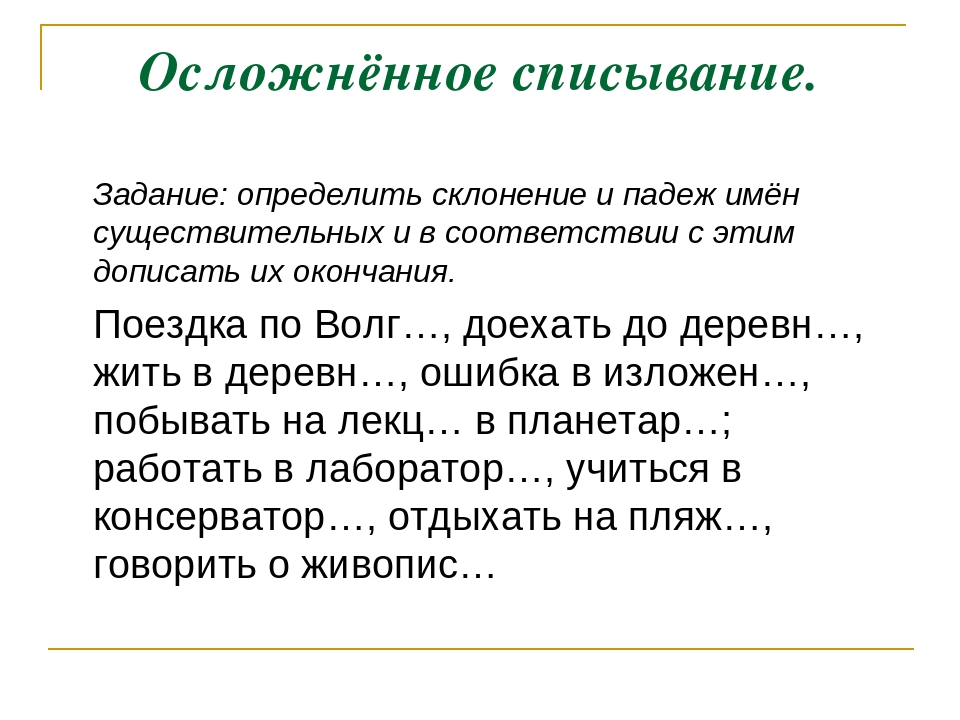 Осложнённое списывание.
Задание: определить склонение и падеж имён
существительных и в соответствии с этим
дописать их окончания.
Поездка по Волг…, доехать до деревн…,
жить в деревн…, ошибка в изложен…,
побывать на лекц… в планетар…;
работать в лаборатор…, учиться в
консерватор…, отдыхать на пляж…,
говорить о живопис…